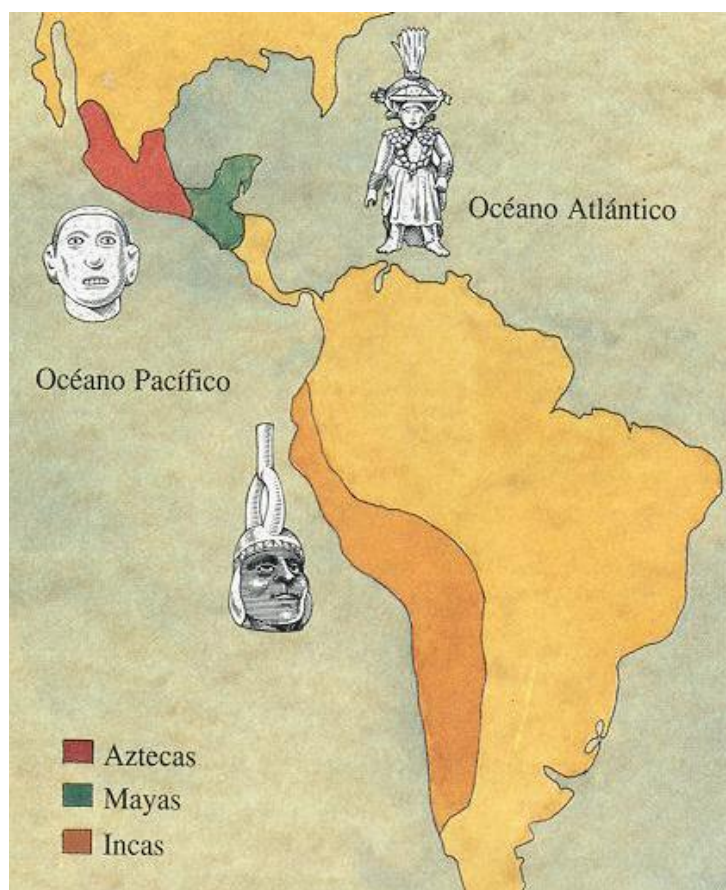 Océano Atlántico
Océano Pacífico
Aztecas
Mayas
Incas